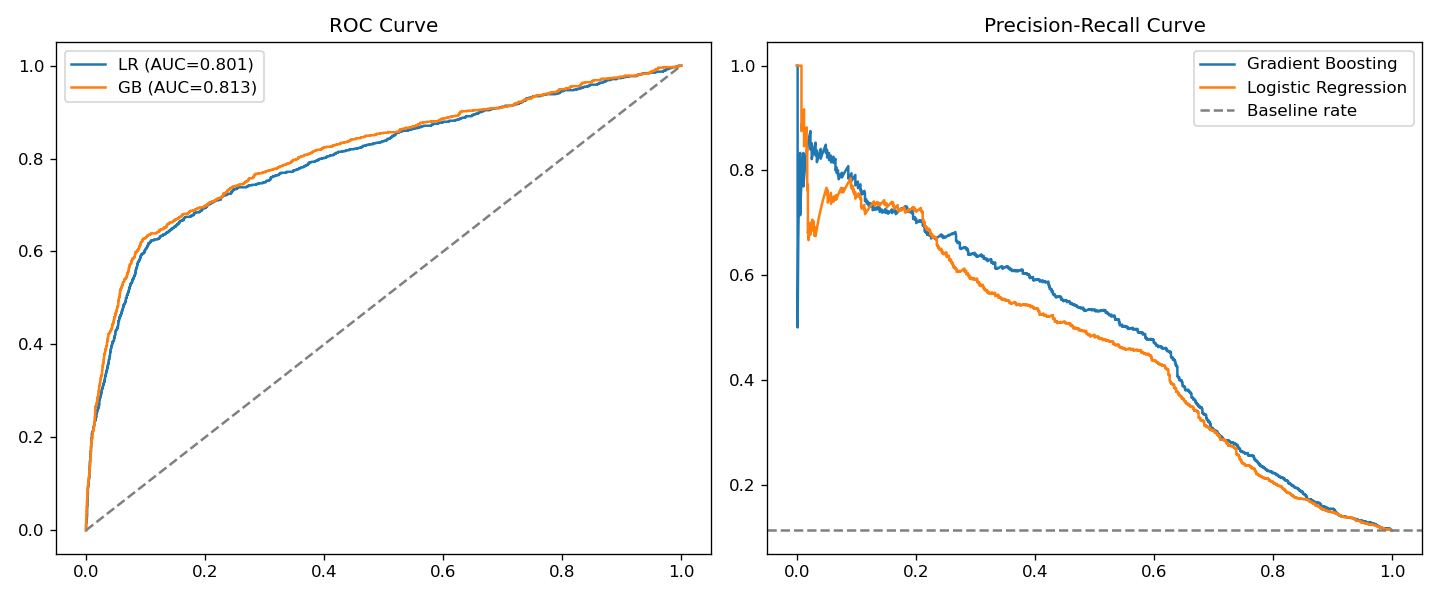 ROC Curve
LR (AUC=0.801)
GB (AUC=0.813)
1.0
0.8
0.6
0.4
0.2
0.0
0.0 0.2 0.4 0.6 0.8 1.0
Precision-Recall Curve
Gradient Boosting
Logistic Regression
Baseline rate
1.0
0.8
0.6
0.4
0.2
0.0 0.2 0.4 0.6 0.8 1.0